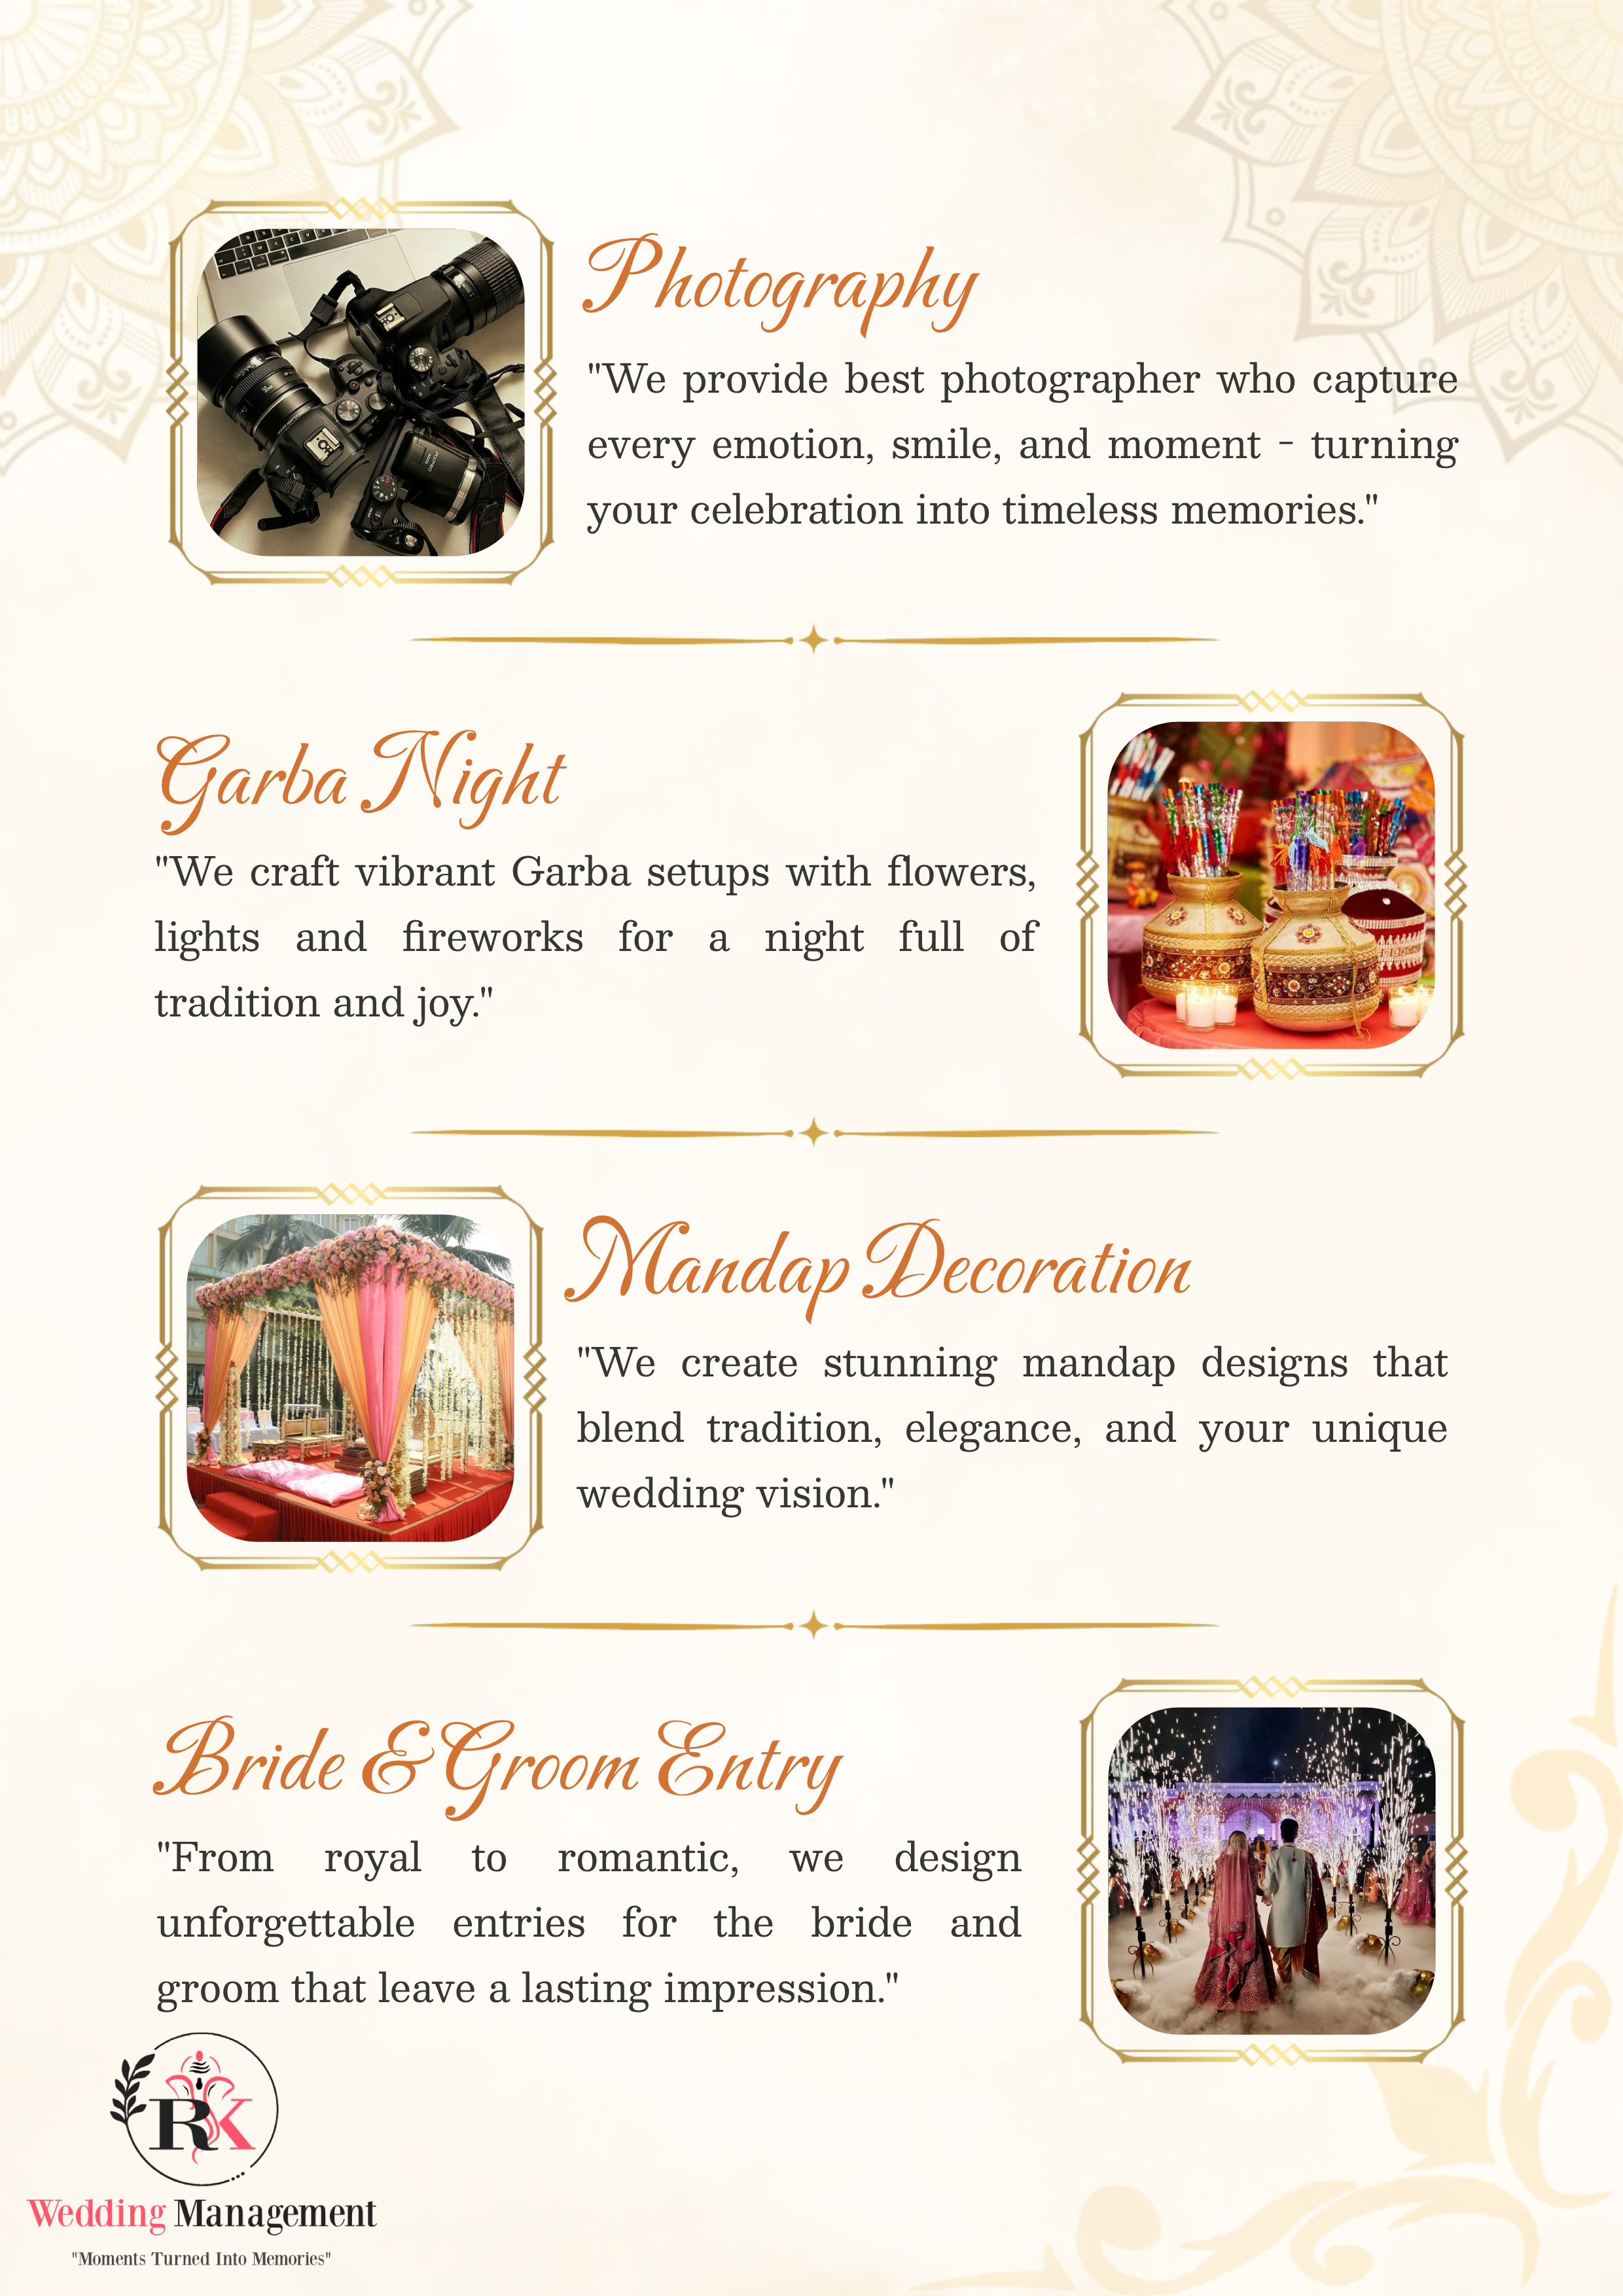 Photography
"We provide best photographer who capture
every emotion, smile, and moment - turning
your celebration into timeless memories."
Garba Night
"We craft vibrant Garba setups with flowers,
lights and fireworks for a night full of
tradition and joy."
Mandap Decoration
"We create stunning mandap designs that
blend tradition, elegance, and your unique
wedding vision."
Bride & Groom Entry
"From royal to romantic, we design
unforgettable entries for the bride and
groom that leave a lasting impression."
RK
Wedding Management
"Moments Turned Into Memories"